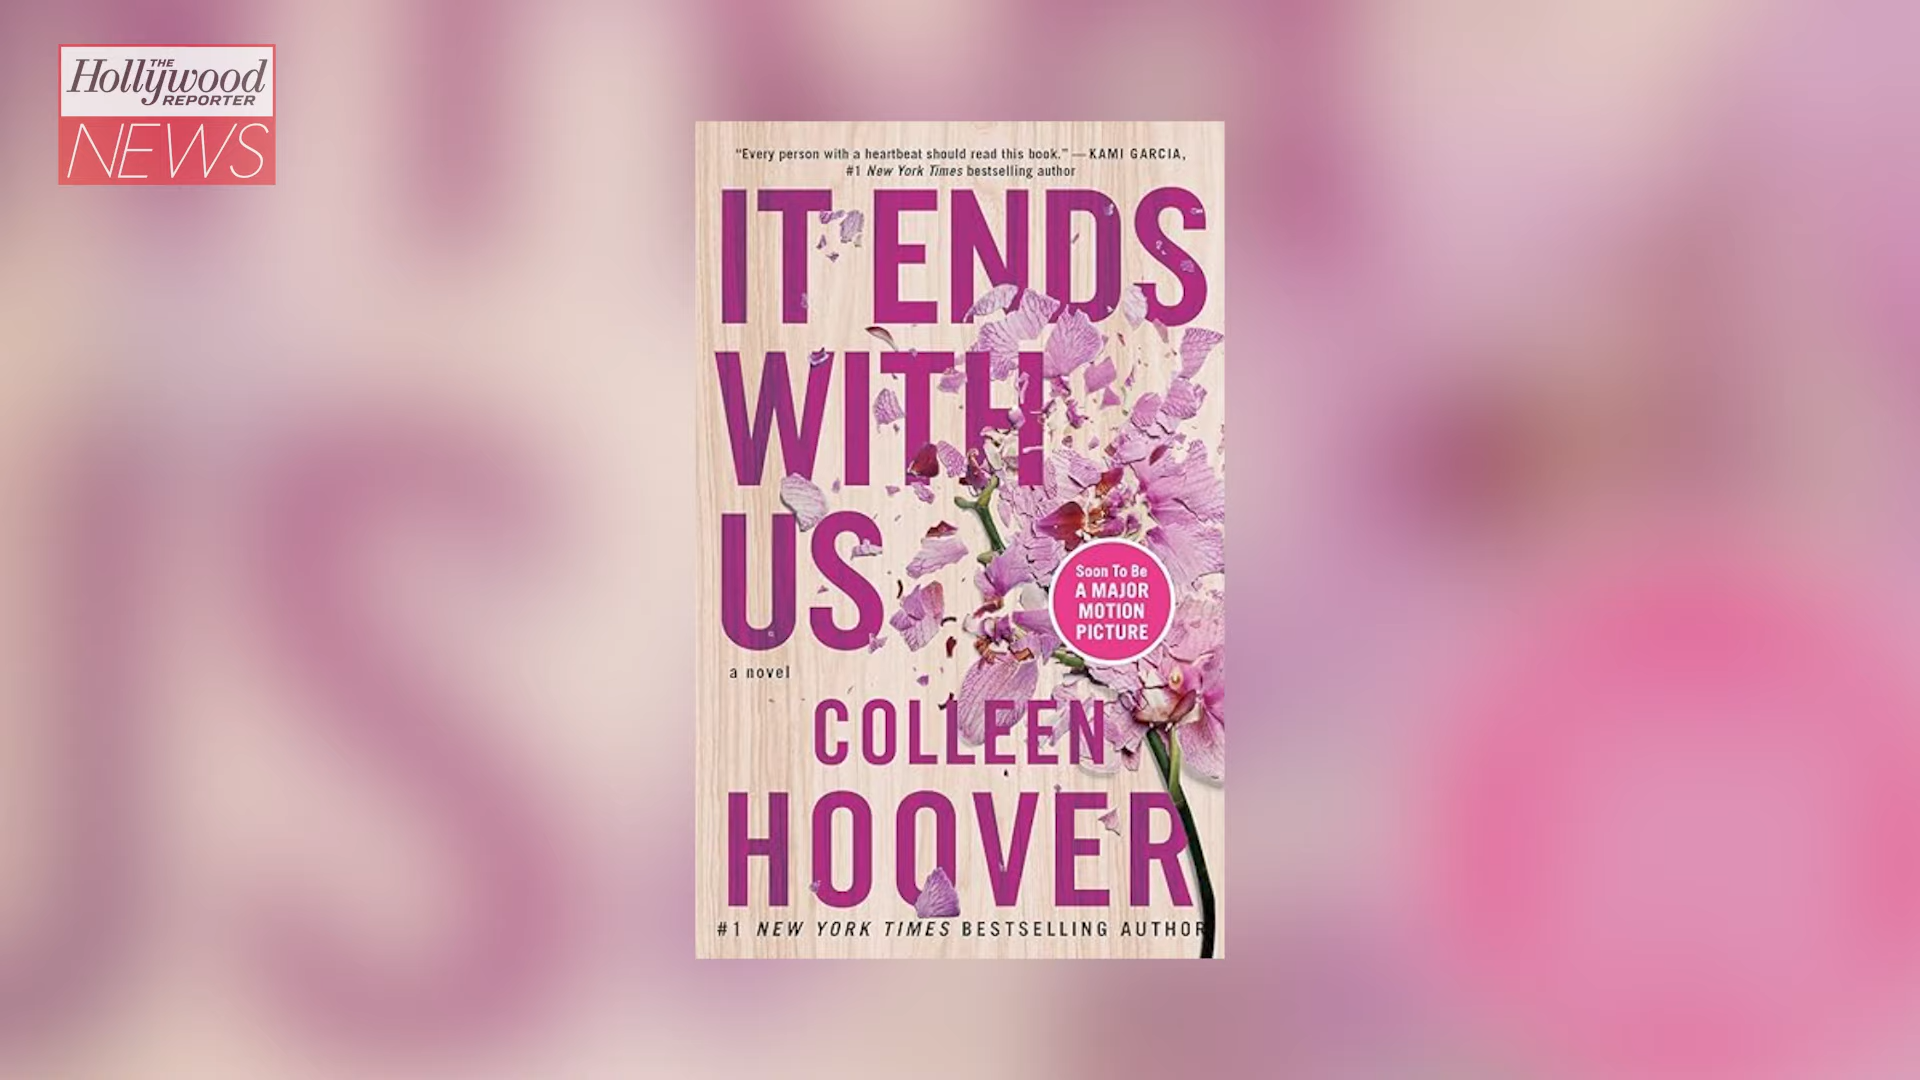 THE
Hollywood
REPORTER
NEWS
“Every person with a heartbeat should read this book.” — KAMI GARCIA,
#1 New York Times bestselling author
IT ENDS
WITH
US
a novel
Soon To Be
A MAJOR
MOTION
PICTURE
COLLEEN
HOOVER
#1 NEW YORK TIMES BESTSELLING AUTHOR